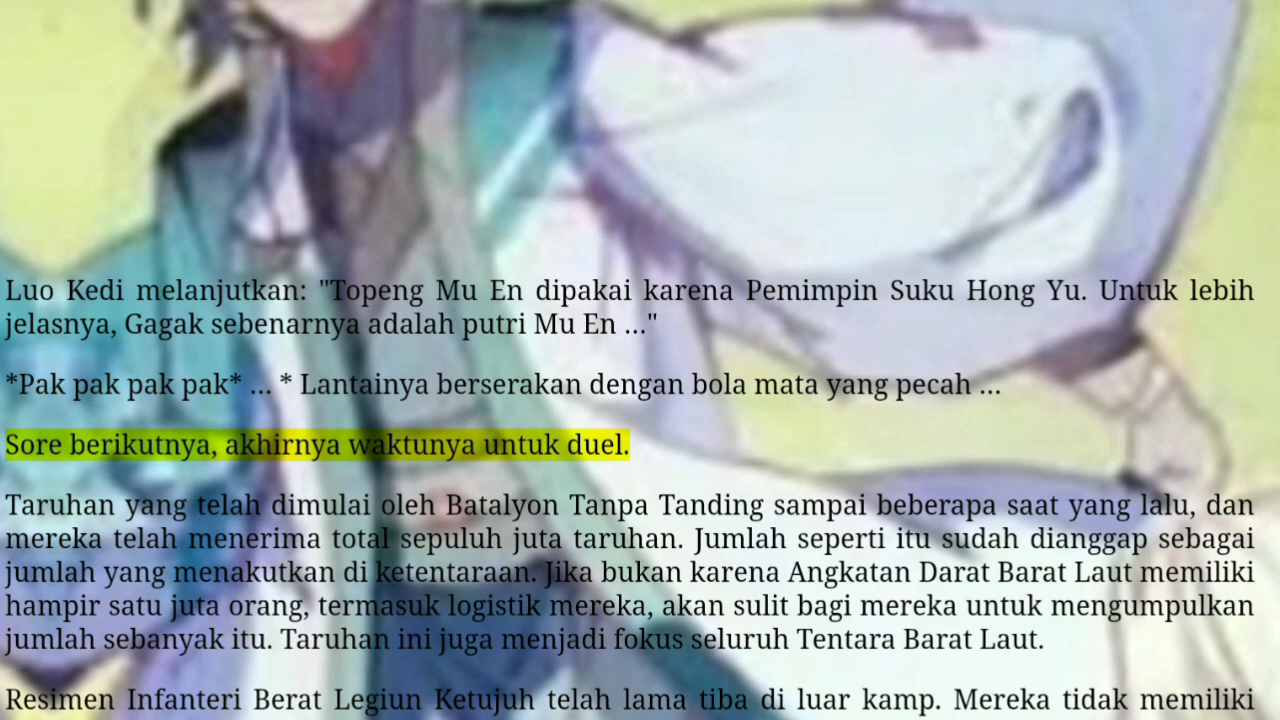 Luo Kedi melanjutkan: "Topeng Mu En dipakai karena Pemimpin Suku Hong Yu. Untuk lebih
jelasnya, Gagak sebenarnya adalah putri Mu En ..."
*Pak pak pak pak* ... * Lantainya berserakan dengan bola mata yang pecah ...
Sore berikutnya, akhirnya waktunya untuk duel.
Taruhan yang telah dimulai oleh Batalyon Tanpa Tanding sampai beberapa saat yang lalu, dan
mereka telah menerima total sepuluh juta taruhan. Jumlah seperti itu sudah dianggap sebagai
jumlah yang menakutkan di ketentaraan. Jika bukan karena Angkatan Darat Barat Laut memiliki
hampir satu juta orang, termasuk logistik mereka, akan sulit bagi mereka untuk mengumpulkan
jumlah sebanyak itu. Taruhan ini juga menjadi fokus seluruh Tentara Barat Laut.
Resimen Infanteri Berat Legiun Ketujuh telah lama tiba di luar kamp. Mereka tidak memiliki